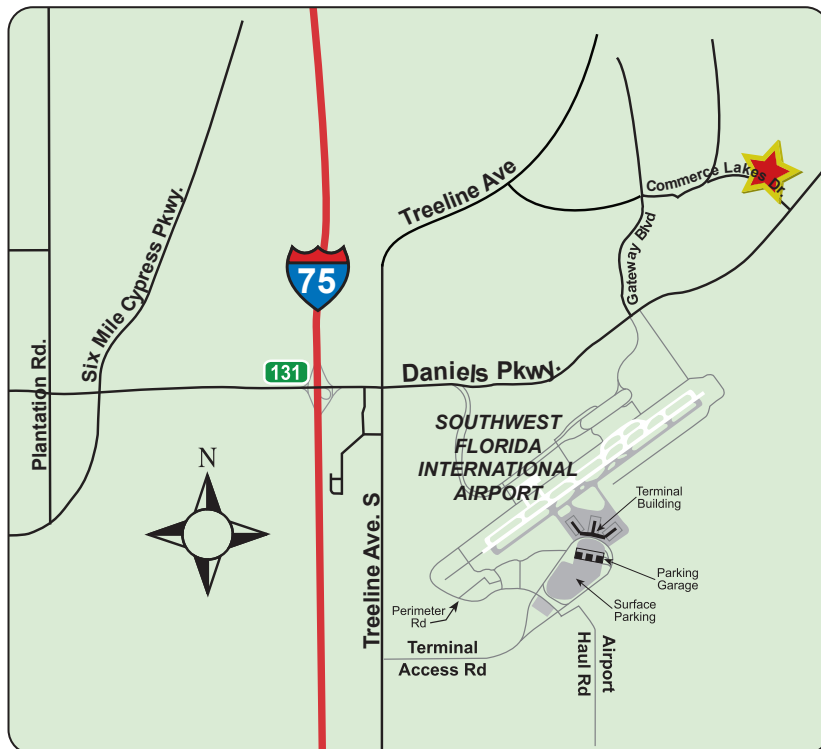 Treeline Ave
Commerce Lakes Dr.
Six Mile Cypress Pkwy.
Gateway Blvd
75
131
Daniels Pkwy.
Plantation Rd.
SOUTHWEST
FLORIDA
INTERNATIONAL
AIRPORT
N
Terminal
Building
Treeline Ave. S
Parking
Garage
Perimeter
Rd
Surface
Parking
Terminal
Access Rd
Airport
Haul Rd